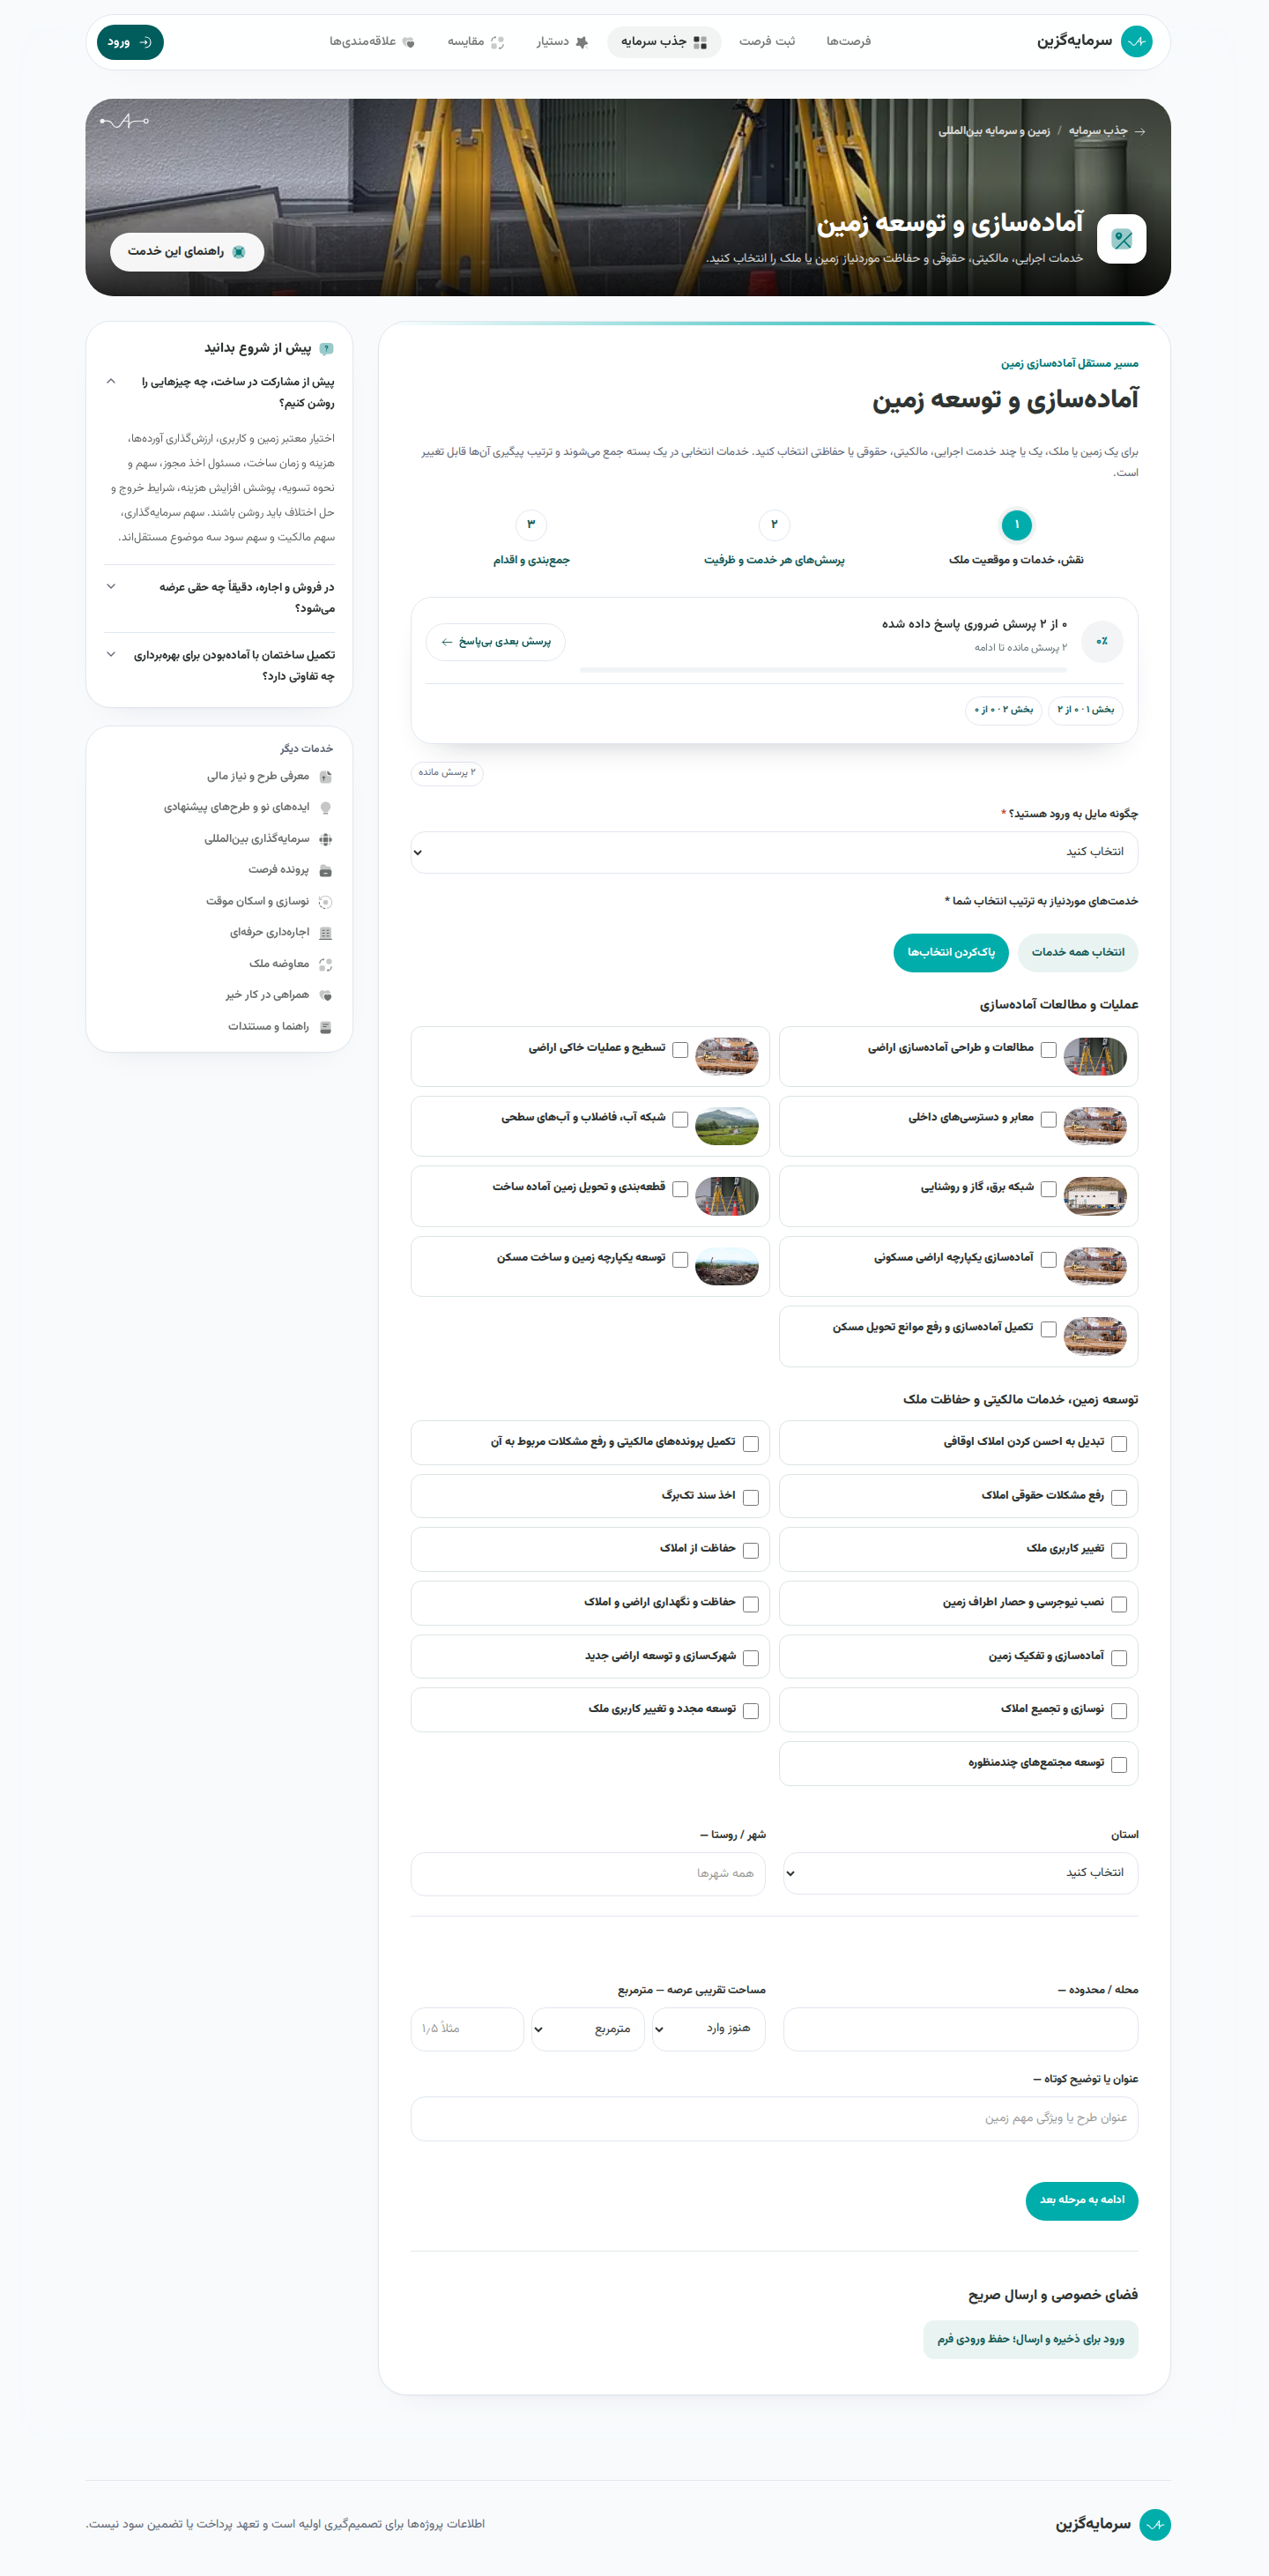 سرمایه‌گزین
فرصت‌ها
ثبت فرصت
جذب سرمایه
دستیار
مقایسه
علاقه‌مندی‌ها
ورود
جذب سرمایه / زمین و سرمایه بین‌المللی
آماده‌سازی و توسعه زمین
خدمات اجرایی، مالکیتی، حقوقی و حفاظت موردنیاز زمین یا ملک را انتخاب کنید.
راهنمای این خدمت
مسیر مستقل آماده‌سازی زمین
آماده‌سازی و توسعه زمین
برای یک زمین یا ملک، یک یا چند خدمت اجرایی، مالکیتی، حقوقی یا حفاظتی انتخاب کنید. خدمات انتخابی در یک بسته جمع می‌شوند و ترتیب پیگیری آن‌ها قابل تغییر
است.
۱
۲
۳
نقش، خدمات و موقعیت ملک
پرسش‌های هر خدمت و ظرفیت
جمع‌بندی و اقدام
۰٪
۰ از ۲ پرسش ضروری پاسخ داده شده
۲ پرسش مانده تا ادامه
پرسش بعدی بی‌پاسخ
بخش ۱ · ۰ از ۲
بخش ۲ · ۰ از ۰
۲ پرسش مانده
چگونه مایل به ورود هستید؟ *
انتخاب کنید
خدمت‌های موردنیاز به ترتیب انتخاب شما *
انتخاب همه خدمات
پاک‌کردن انتخاب‌ها
عملیات و مطالعات آماده‌سازی
مطالعات و طراحی آماده‌سازی اراضی
تسطیح و عملیات خاکی اراضی
معابر و دسترسی‌های داخلی
شبکه آب، فاضلاب و آب‌های سطحی
شبکه برق، گاز و روشنایی
قطعه‌بندی و تحویل زمین آماده ساخت
آماده‌سازی یکپارچه اراضی مسکونی
توسعه یکپارچه زمین و ساخت مسکن
تکمیل آماده‌سازی و رفع موانع تحویل مسکن
توسعه زمین، خدمات مالکیتی و حفاظت ملک
تبدیل به احسن کردن املاک اوقافی
تکمیل پرونده‌های مالکیتی و رفع مشکلات مربوط به آن
رفع مشکلات حقوقی املاک
اخذ سند تک‌برگ
تغییر کاربری ملک
حفاظت از املاک
نصب نیوجرسی و حصار اطراف زمین
حفاظت و نگهداری اراضی و املاک
آماده‌سازی و تفکیک زمین
شهرک‌سازی و توسعه اراضی جدید
نوسازی و تجمیع املاک
توسعه مجدد و تغییر کاربری ملک
توسعه مجتمع‌های چندمنظوره
استان
شهر / روستا —
انتخاب کنید
همه شهرها
محله / محدوده —
مساحت تقریبی عرصه — مترمربع
هنوز وارد
مترمربع
مثلاً ۱٫۵
عنوان یا توضیح کوتاه —
عنوان طرح یا ویژگی مهم زمین
ادامه به مرحله بعد
فضای خصوصی و ارسال صریح
ورود برای ذخیره و ارسال؛ حفظ ورودی فرم
پیش از شروع بدانید
پیش از مشارکت در ساخت، چه چیزهایی را
روشن کنیم؟
اختیار معتبر زمین و کاربری، ارزش‌گذاری آورده‌ها،
هزینه و زمان ساخت، مسئول اخذ مجوز، سهم و
نحوه تسویه، پوشش افزایش هزینه، شرایط خروج و
حل اختلاف باید روشن باشند. سهم سرمایه‌گذاری،
سهم مالکیت و سهم سود سه موضوع مستقل‌اند.
در فروش و اجاره، دقیقاً چه حقی عرضه
می‌شود؟
تکمیل ساختمان با آماده‌بودن برای بهره‌برداری
چه تفاوتی دارد؟
خدمات دیگر
معرفی طرح و نیاز مالی
ایده‌های نو و طرح‌های پیشنهادی
سرمایه‌گذاری بین‌المللی
پرونده فرصت
نوسازی و اسکان موقت
اجاره‌داری حرفه‌ای
معاوضه ملک
همراهی در کار خیر
راهنما و مستندات
سرمایه‌گزین
اطلاعات پروژه‌ها برای تصمیم‌گیری اولیه است و تعهد پرداخت یا تضمین سود نیست.